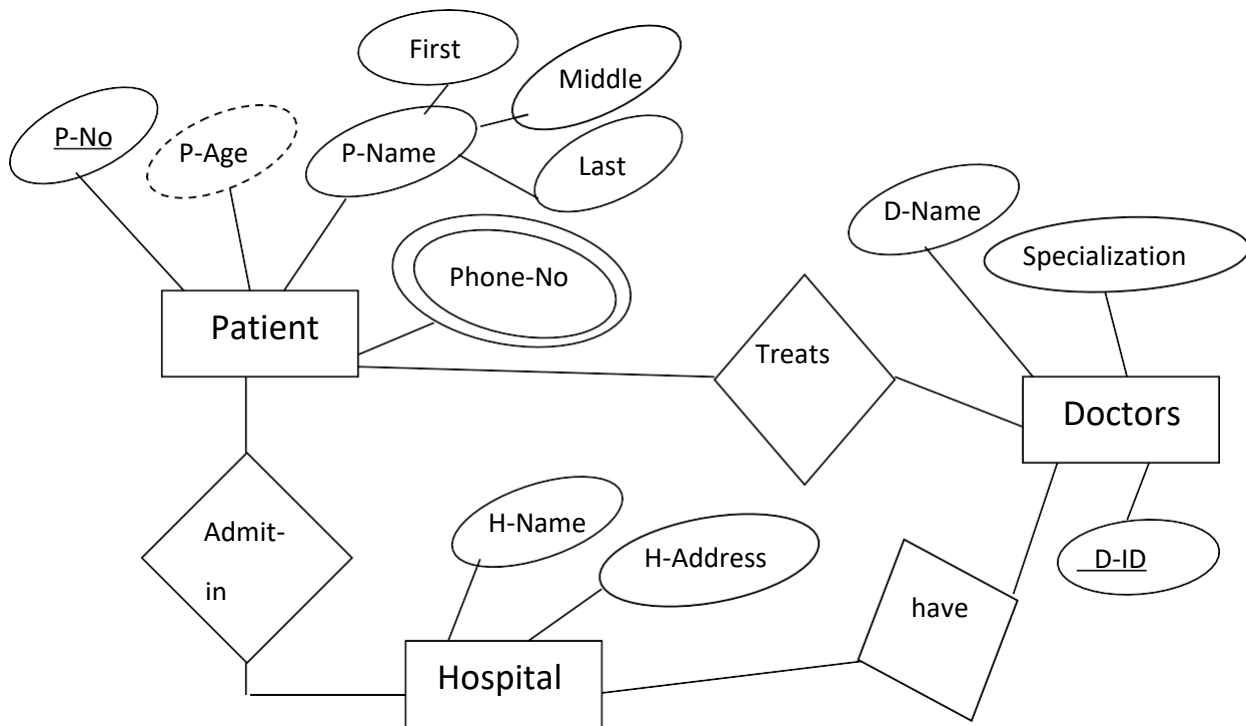 First
Middle
P-No
P-Age
P-Name
Last
D-Name
Specialization
Phone-No
Patient
Treats
Doctors
H-Name
Admit-
in
H-Address
D-ID
have
Hospital